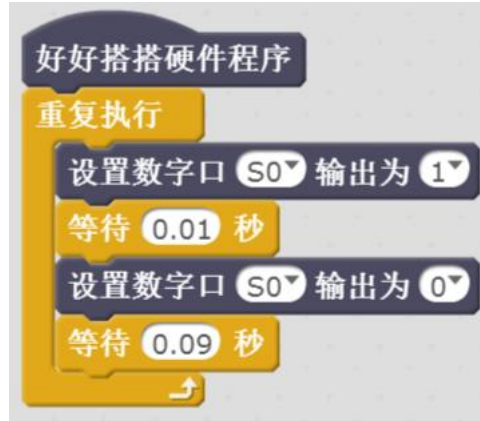 好好搭搭硬件程序
重复执行
设置数字口 S0 输出为 1
等待 0.01 秒
设置数字口 S0 输出为 0
等待 0.09 秒